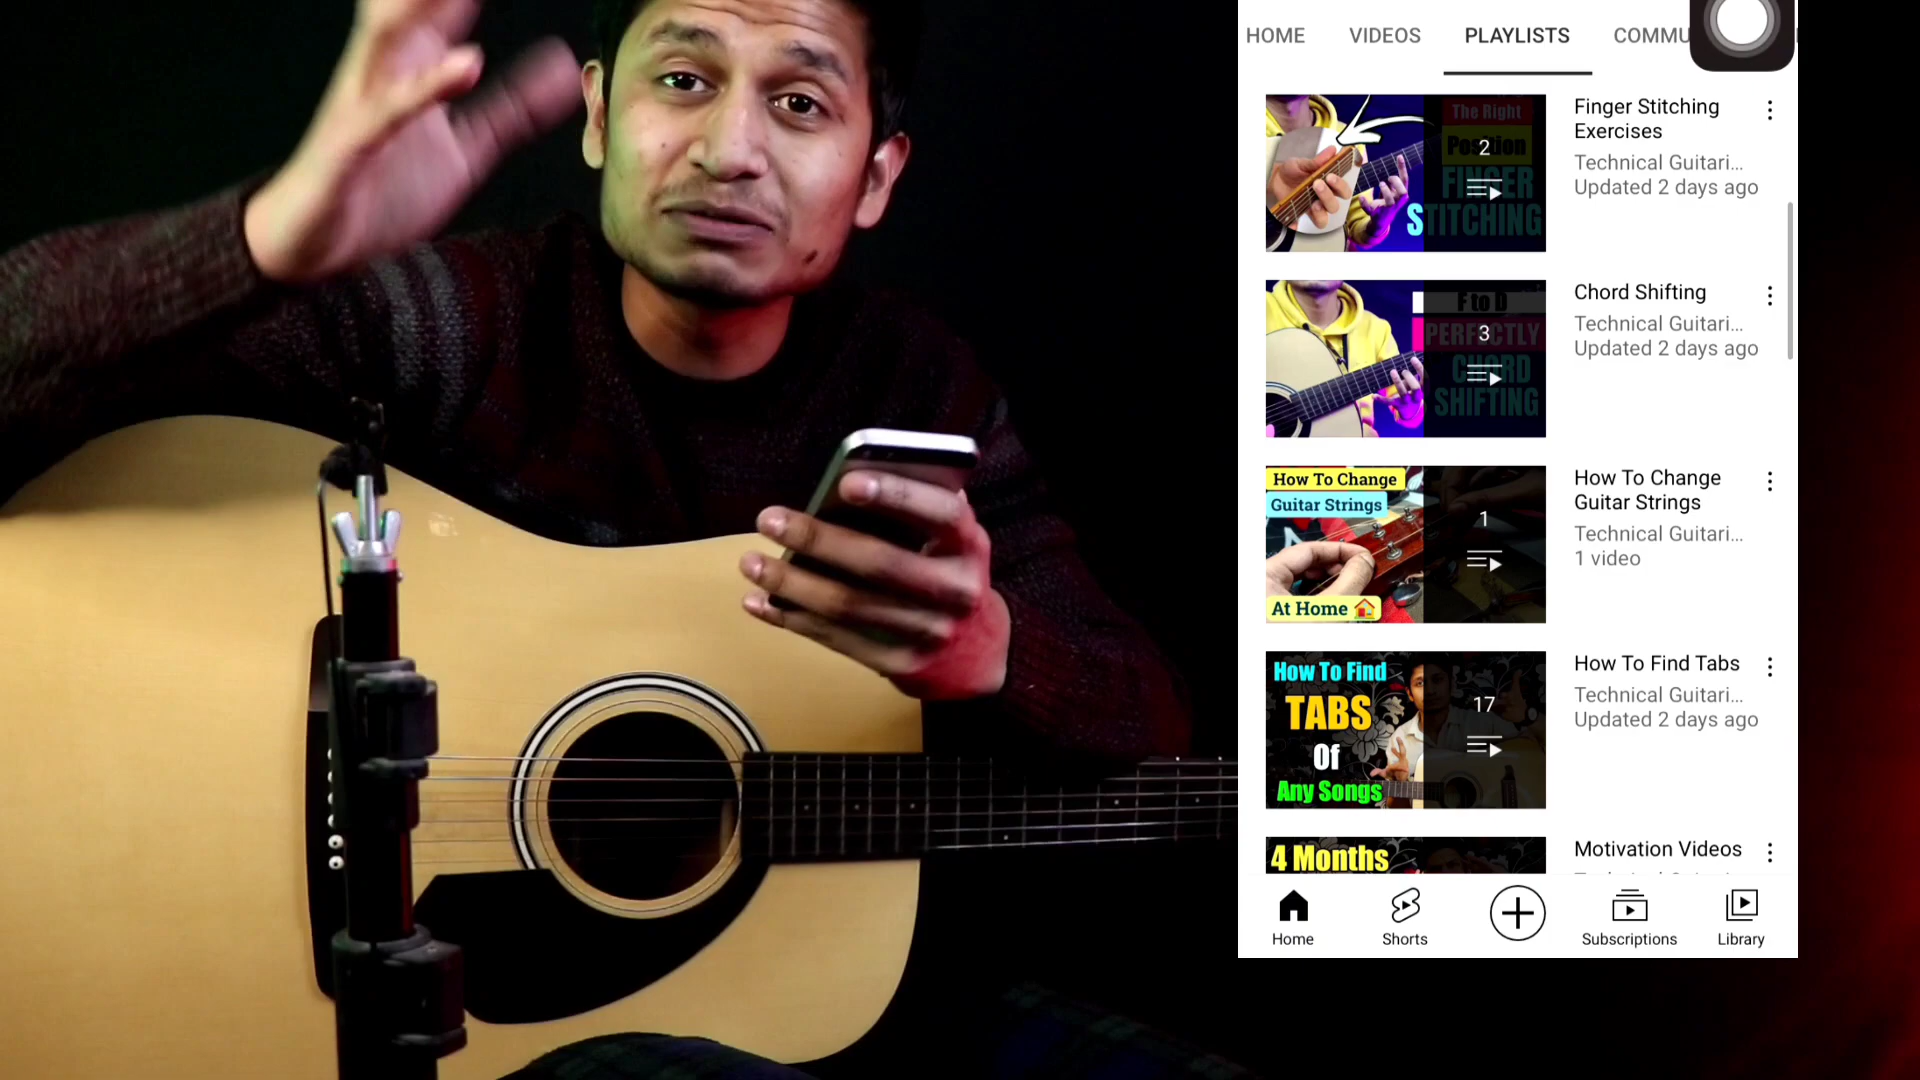 HOME VIDEOS PLAYLISTS COMMU
The Right
Position
FINGER
STITCHING
2
Finger Stitching
Exercises
Technical Guitari...
Updated 2 days ago
F to D
PERFECTLY
CHORD
SHIFTING
3
Chord Shifting
Technical Guitari...
Updated 2 days ago
How To Change
Guitar Strings
At Home
1
How To Change
Guitar Strings
Technical Guitari...
1 video
How To Find
TABS
Of
Any Songs
17
How To Find Tabs
Technical Guitari...
Updated 2 days ago
4 Months
Motivation Videos
Home Shorts Subscriptions Library